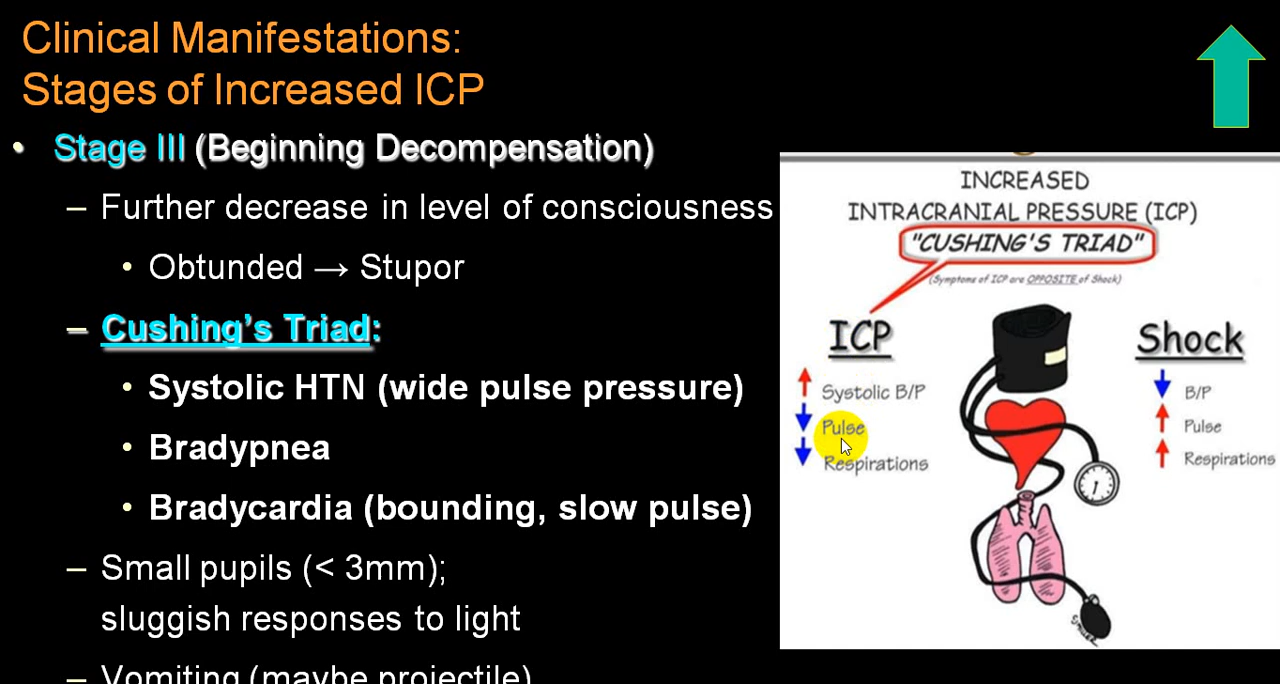 Clinical Manifestations:
Stages of Increased ICP
• Stage III (Beginning Decompensation)
– Further decrease in level of consciousness
• Obtunded → Stupor
– Cushing’s Triad:
• Systolic HTN (wide pulse pressure)
• Bradypnea
• Bradycardia (bounding, slow pulse)
– Small pupils (< 3mm);
sluggish responses to light
– Vomiting (maybe projectile)
INCREASED
INTRACRANIAL PRESSURE (ICP)
"CUSHING'S TRIAD"
(Symptoms of ICP are OPPOSITE of Shock)
ICP
↑ Systolic B/P
↓ Pulse
↓ Respirations
Shock
↓ B/P
↑ Pulse
↑ Respirations